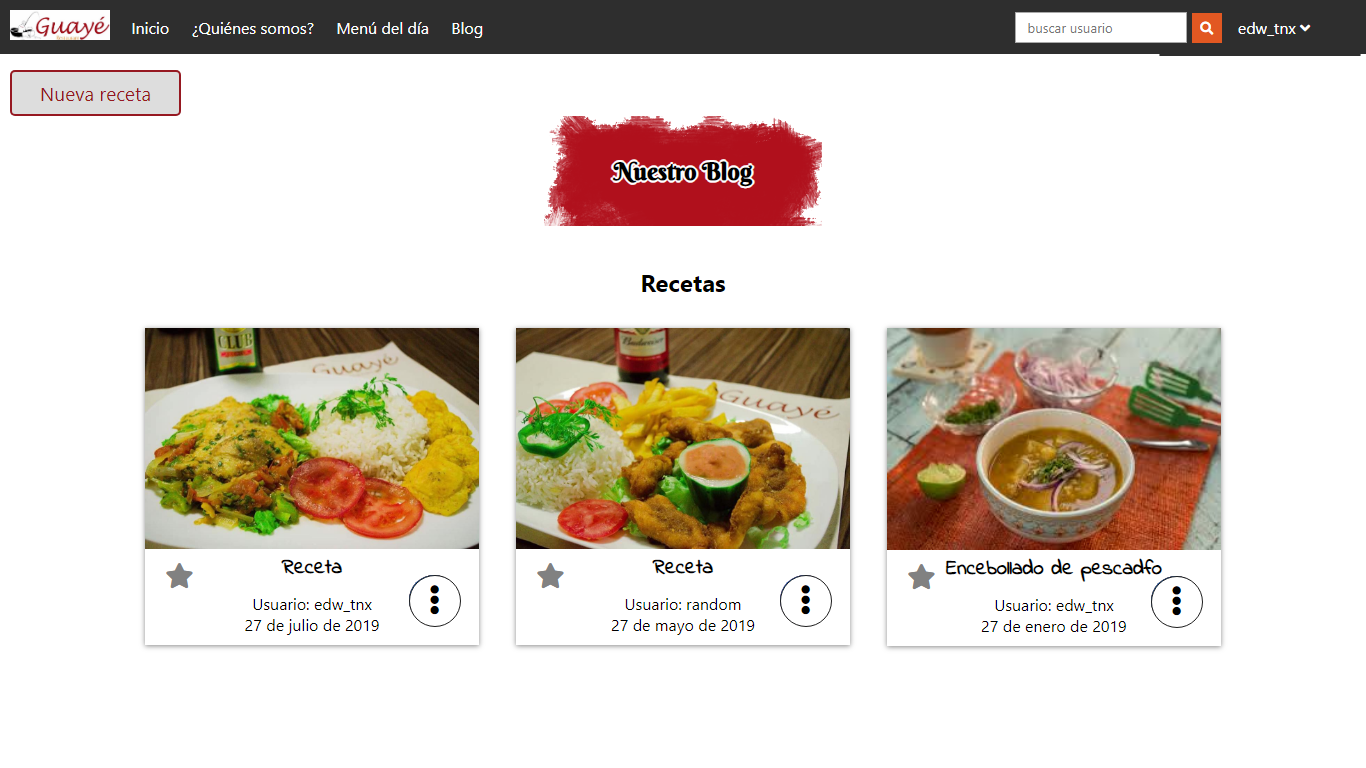 Guayé
Inicio
¿Quiénes somos?
Menú del día
Blog
buscar usuario
edw_tnx
Nueva receta
Nuestro Blog
Recetas
CLUB
Guayé
Budweiser
Guayé
Receta
Usuario: edw_tnx
27 de julio de 2019
Receta
Usuario: random
27 de mayo de 2019
Encebollado de pescadfo
Usuario: edw_tnx
27 de enero de 2019